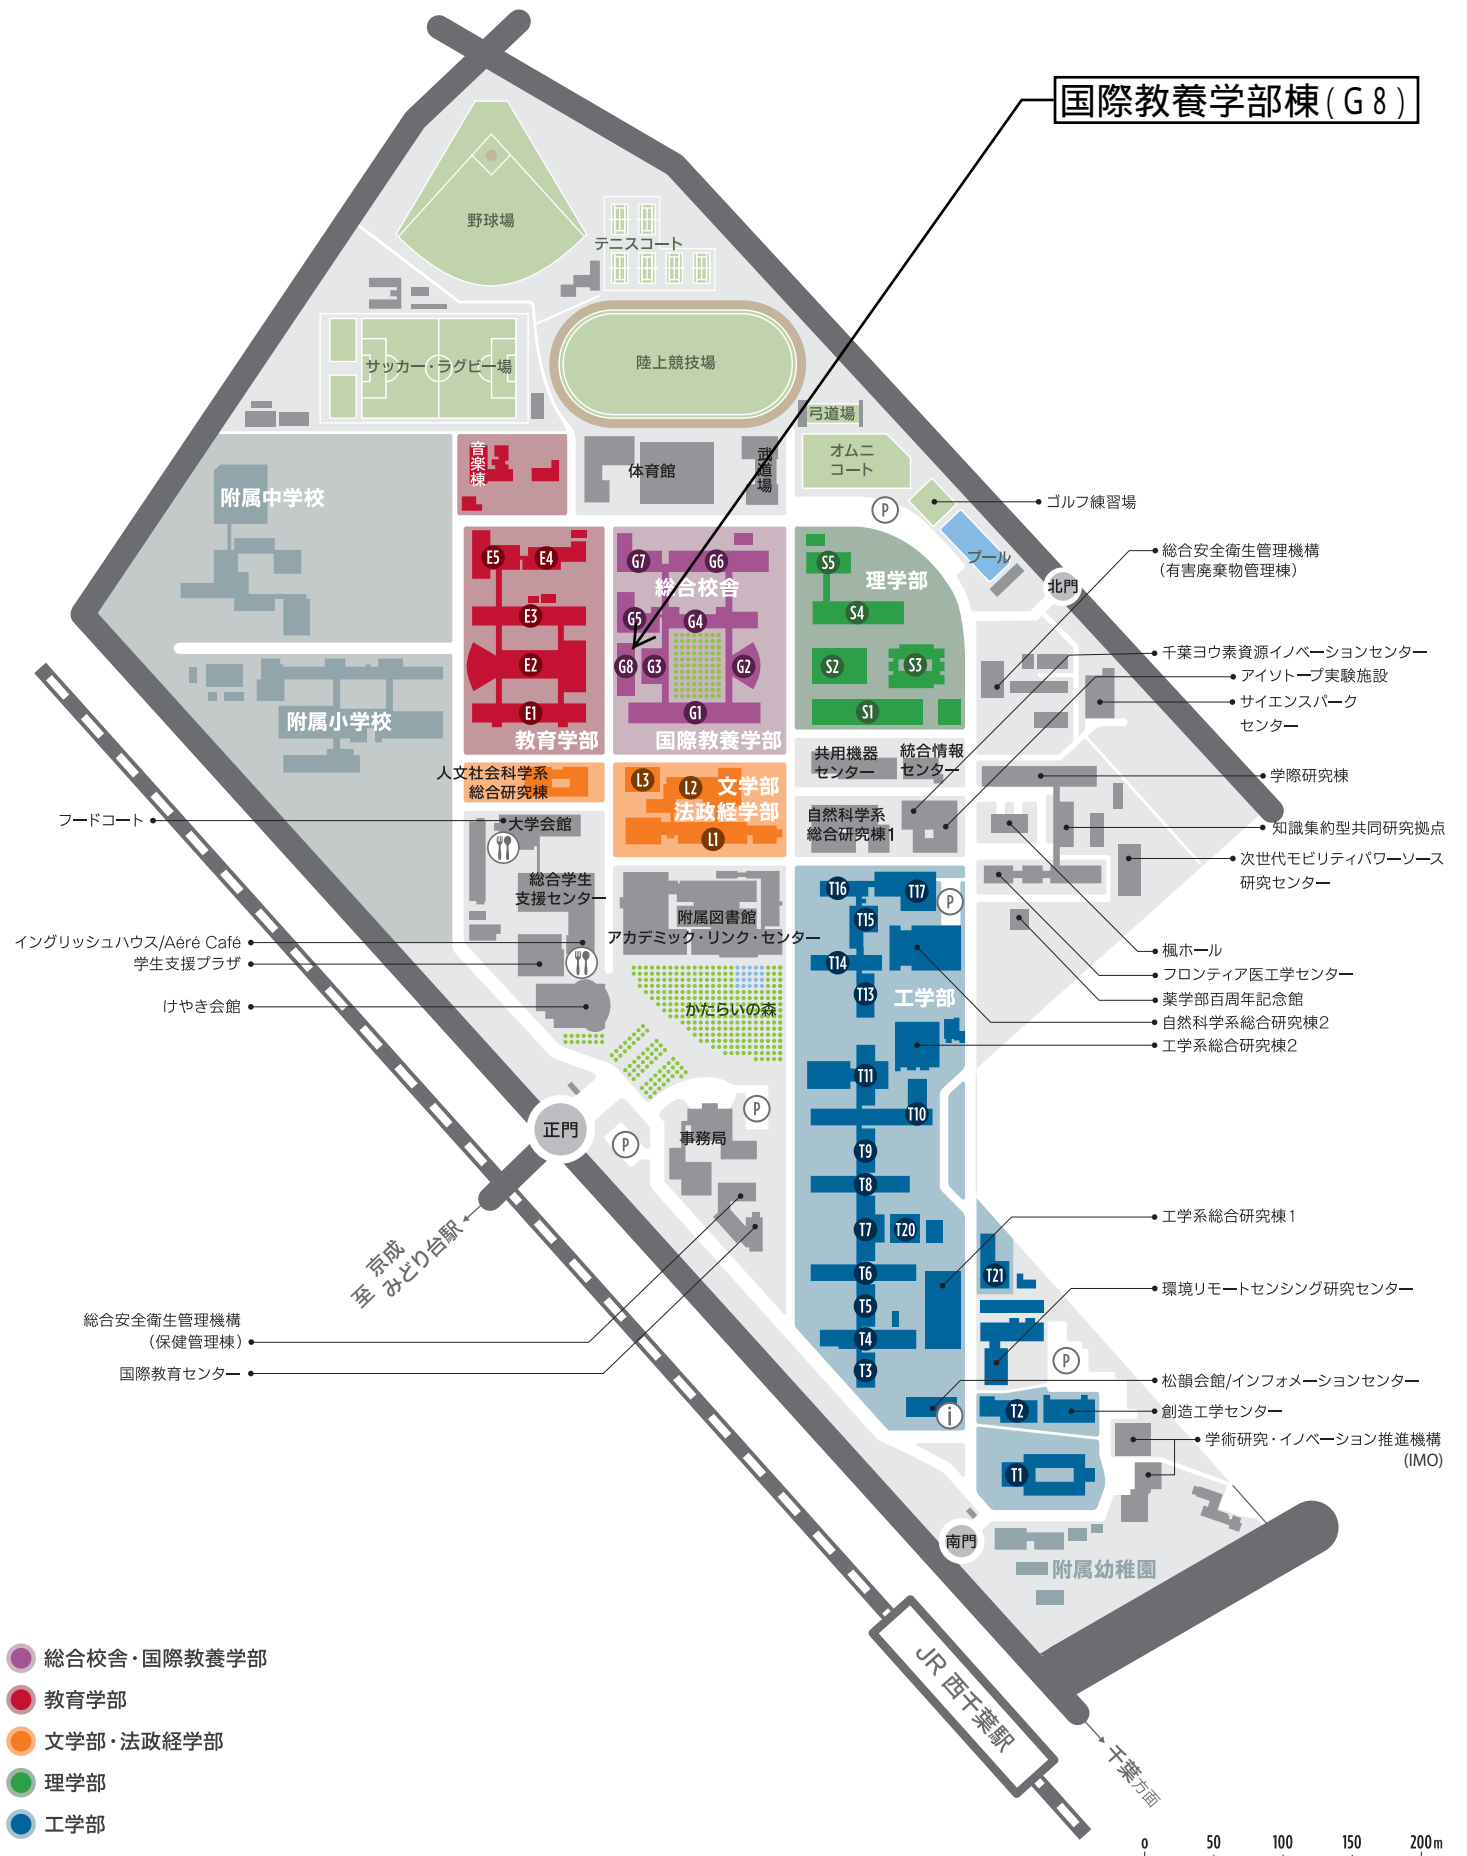 国際教養学部棟(G8)
野球場
テニスコート
サッカー・ラグビー場
陸上競技場
弓道場
オムニ
コート
音楽棟
体育館
武道場
P
ゴルフ練習場
プール
北門
附属中学校
附属小学校
E5
E4
E3
E2
E1
教育学部
G7
G6
総合校舎
G5
G4
G8
G3
G2
G1
国際教養学部
S5
理学部
S4
S2
S3
S1
総合安全衛生管理機構
(有害廃棄物管理棟)
千葉ヨウ素資源イノベーションセンター
アイソトープ実験施設
サイエンスパーク
センター
学際研究棟
知識集約型共同研究拠点
次世代モビリティパワーソース
研究センター
楓ホール
フロンティア医工学センター
薬学部百周年記念館
自然科学系総合研究棟2
工学系総合研究棟2
人文社会科学系
総合研究棟
L3
L2
文学部
法政経学部
L1
共用機器
センター
統合情報
センター
自然科学系
総合研究棟1
フードコート
大学会館
総合学生
支援センター
イングリッシュハウス/Aéré Café
学生支援プラザ
けやき会館
附属図書館
アカデミック・リンク・センター
かたらいの森
T16
T17
P
T15
T14
T13
工学部
T11
T10
T9
T8
T7
T20
T6
T5
T4
T3
T21
T2
T1
正門
P
P
事務局
至 京成
みどり台駅
総合安全衛生管理機構
(保健管理棟)
国際教育センター
工学系総合研究棟1
環境リモートセンシング研究センター
P
松韻会館/インフォメーションセンター
i
創造工学センター
学術研究・イノベーション推進機構
(IMO)
南門
附属幼稚園
JR 西千葉駅
千葉方面
総合校舎・国際教養学部
教育学部
文学部・法政経学部
理学部
工学部
0 50 100 150 200m